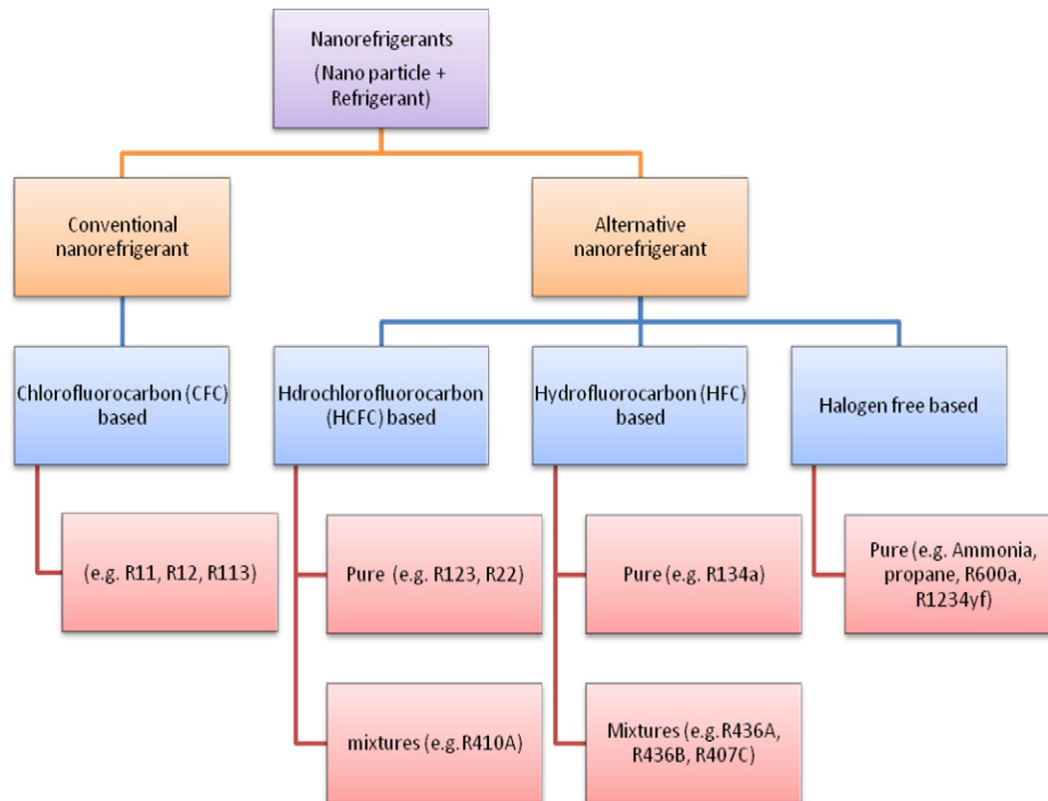 Nanorefrigerants
(Nano particle +
Refrigerant)
Conventional
nanorefrigerant
Alternative
nanorefrigerant
Chlorofluorocarbon (CFC)
based
Hdrochlorofluorocarbon
(HCFC) based
Hydrofluorocarbon (HFC)
based
Halogen free based
(e.g. R11, R12, R113)
Pure (e.g. R123, R22)
Pure (e.g. R134a)
Pure (e.g. Ammonia,
propane, R600a,
R1234yf)
mixtures (e.g. R410A)
Mixtures (e.g. R436A,
R436B, R407C)